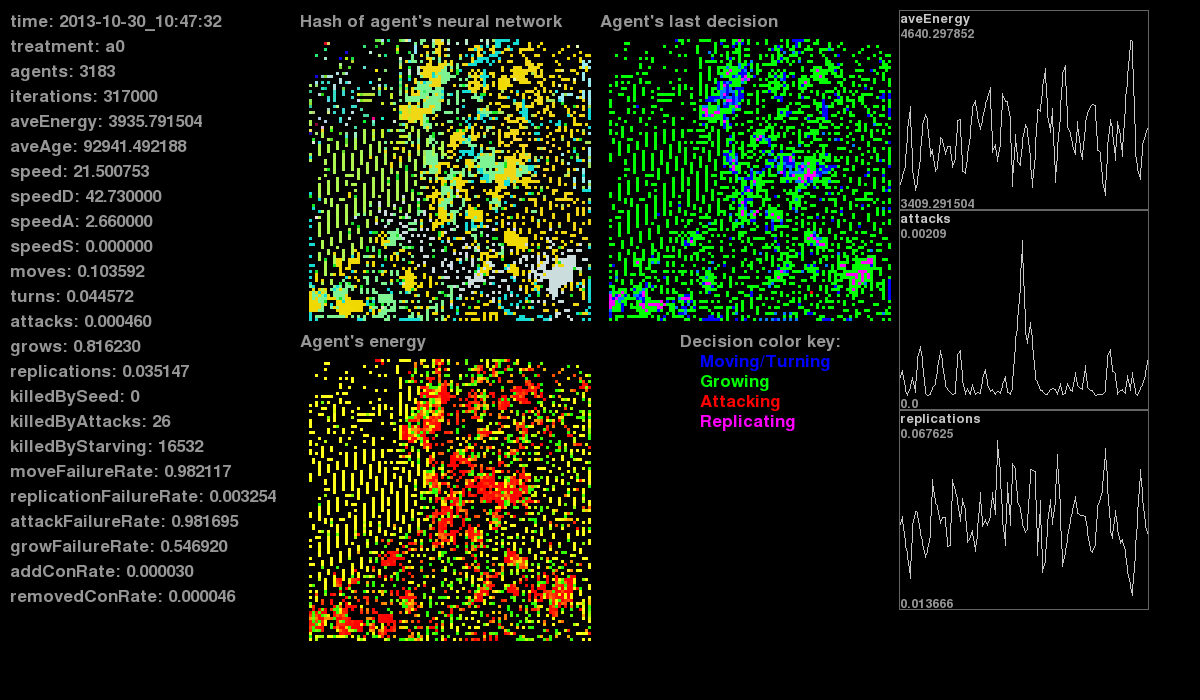 time: 2013-10-30_10:47:32
treatment: a0
agents: 3183
iterations: 317000
aveEnergy: 3935.791504
aveAge: 92941.492188
speed: 21.500753
speedD: 42.730000
speedA: 2.660000
speedS: 0.000000
moves: 0.103592
turns: 0.044572
attacks: 0.000460
grows: 0.816230
replications: 0.035147
killedBySeed: 0
killedByAttacks: 26
killedByStarving: 16532
moveFailureRate: 0.982117
replicationFailureRate: 0.003254
attackFailureRate: 0.981695
growFailureRate: 0.546920
addConRate: 0.000030
removedConRate: 0.000046
Hash of agent's neural network
Agent's last decision
Agent's energy
Decision color key:
Moving/Turning
Growing
Attacking
Replicating
aveEnergy
4640.297852
3409.291504
attacks
0.00209
0.0
replications
0.067625
0.013666